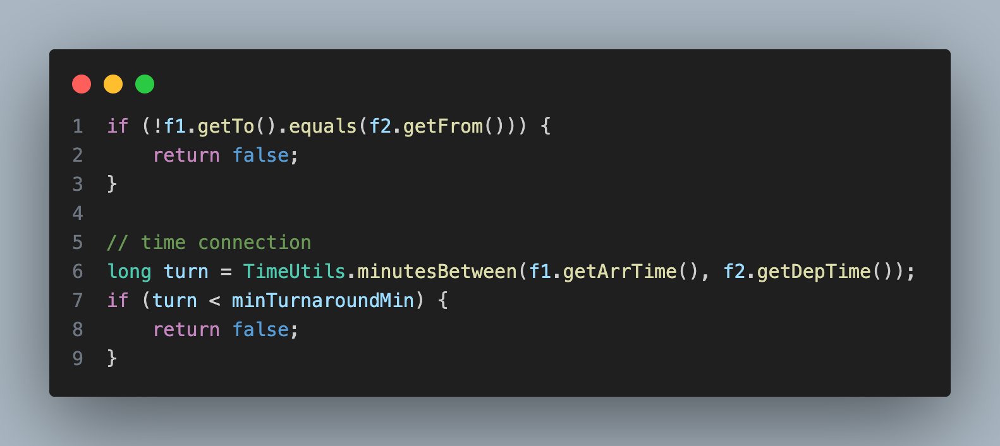 1 if (!f1.getTo().equals(f2.getFrom())) {
2     return false;
3 }
4
5 // time connection
6 long turn = TimeUtils.minutesBetween(f1.getArrTime(), f2.getDepTime());
7 if (turn < minTurnaroundMin) {
8     return false;
9 }